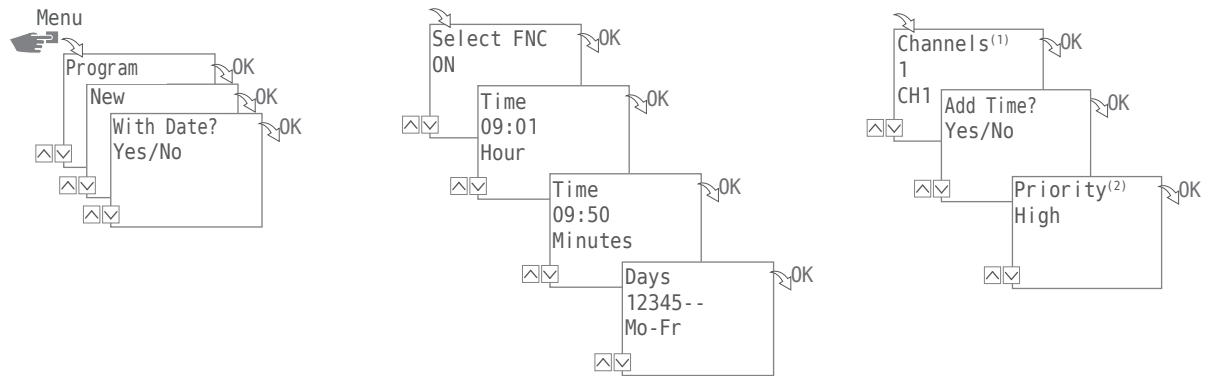 Menu
Program
OK
New
OK
With Date?
Yes/No
OK
Select FNC
ON
OK
Time
09:01
Hour
OK
Time
09:50
Minutes
OK
Days
12345--
Mo-Fr
OK
Channels(1)
1
CH1
OK
Add Time?
Yes/No
OK
Priority(2)
High
OK